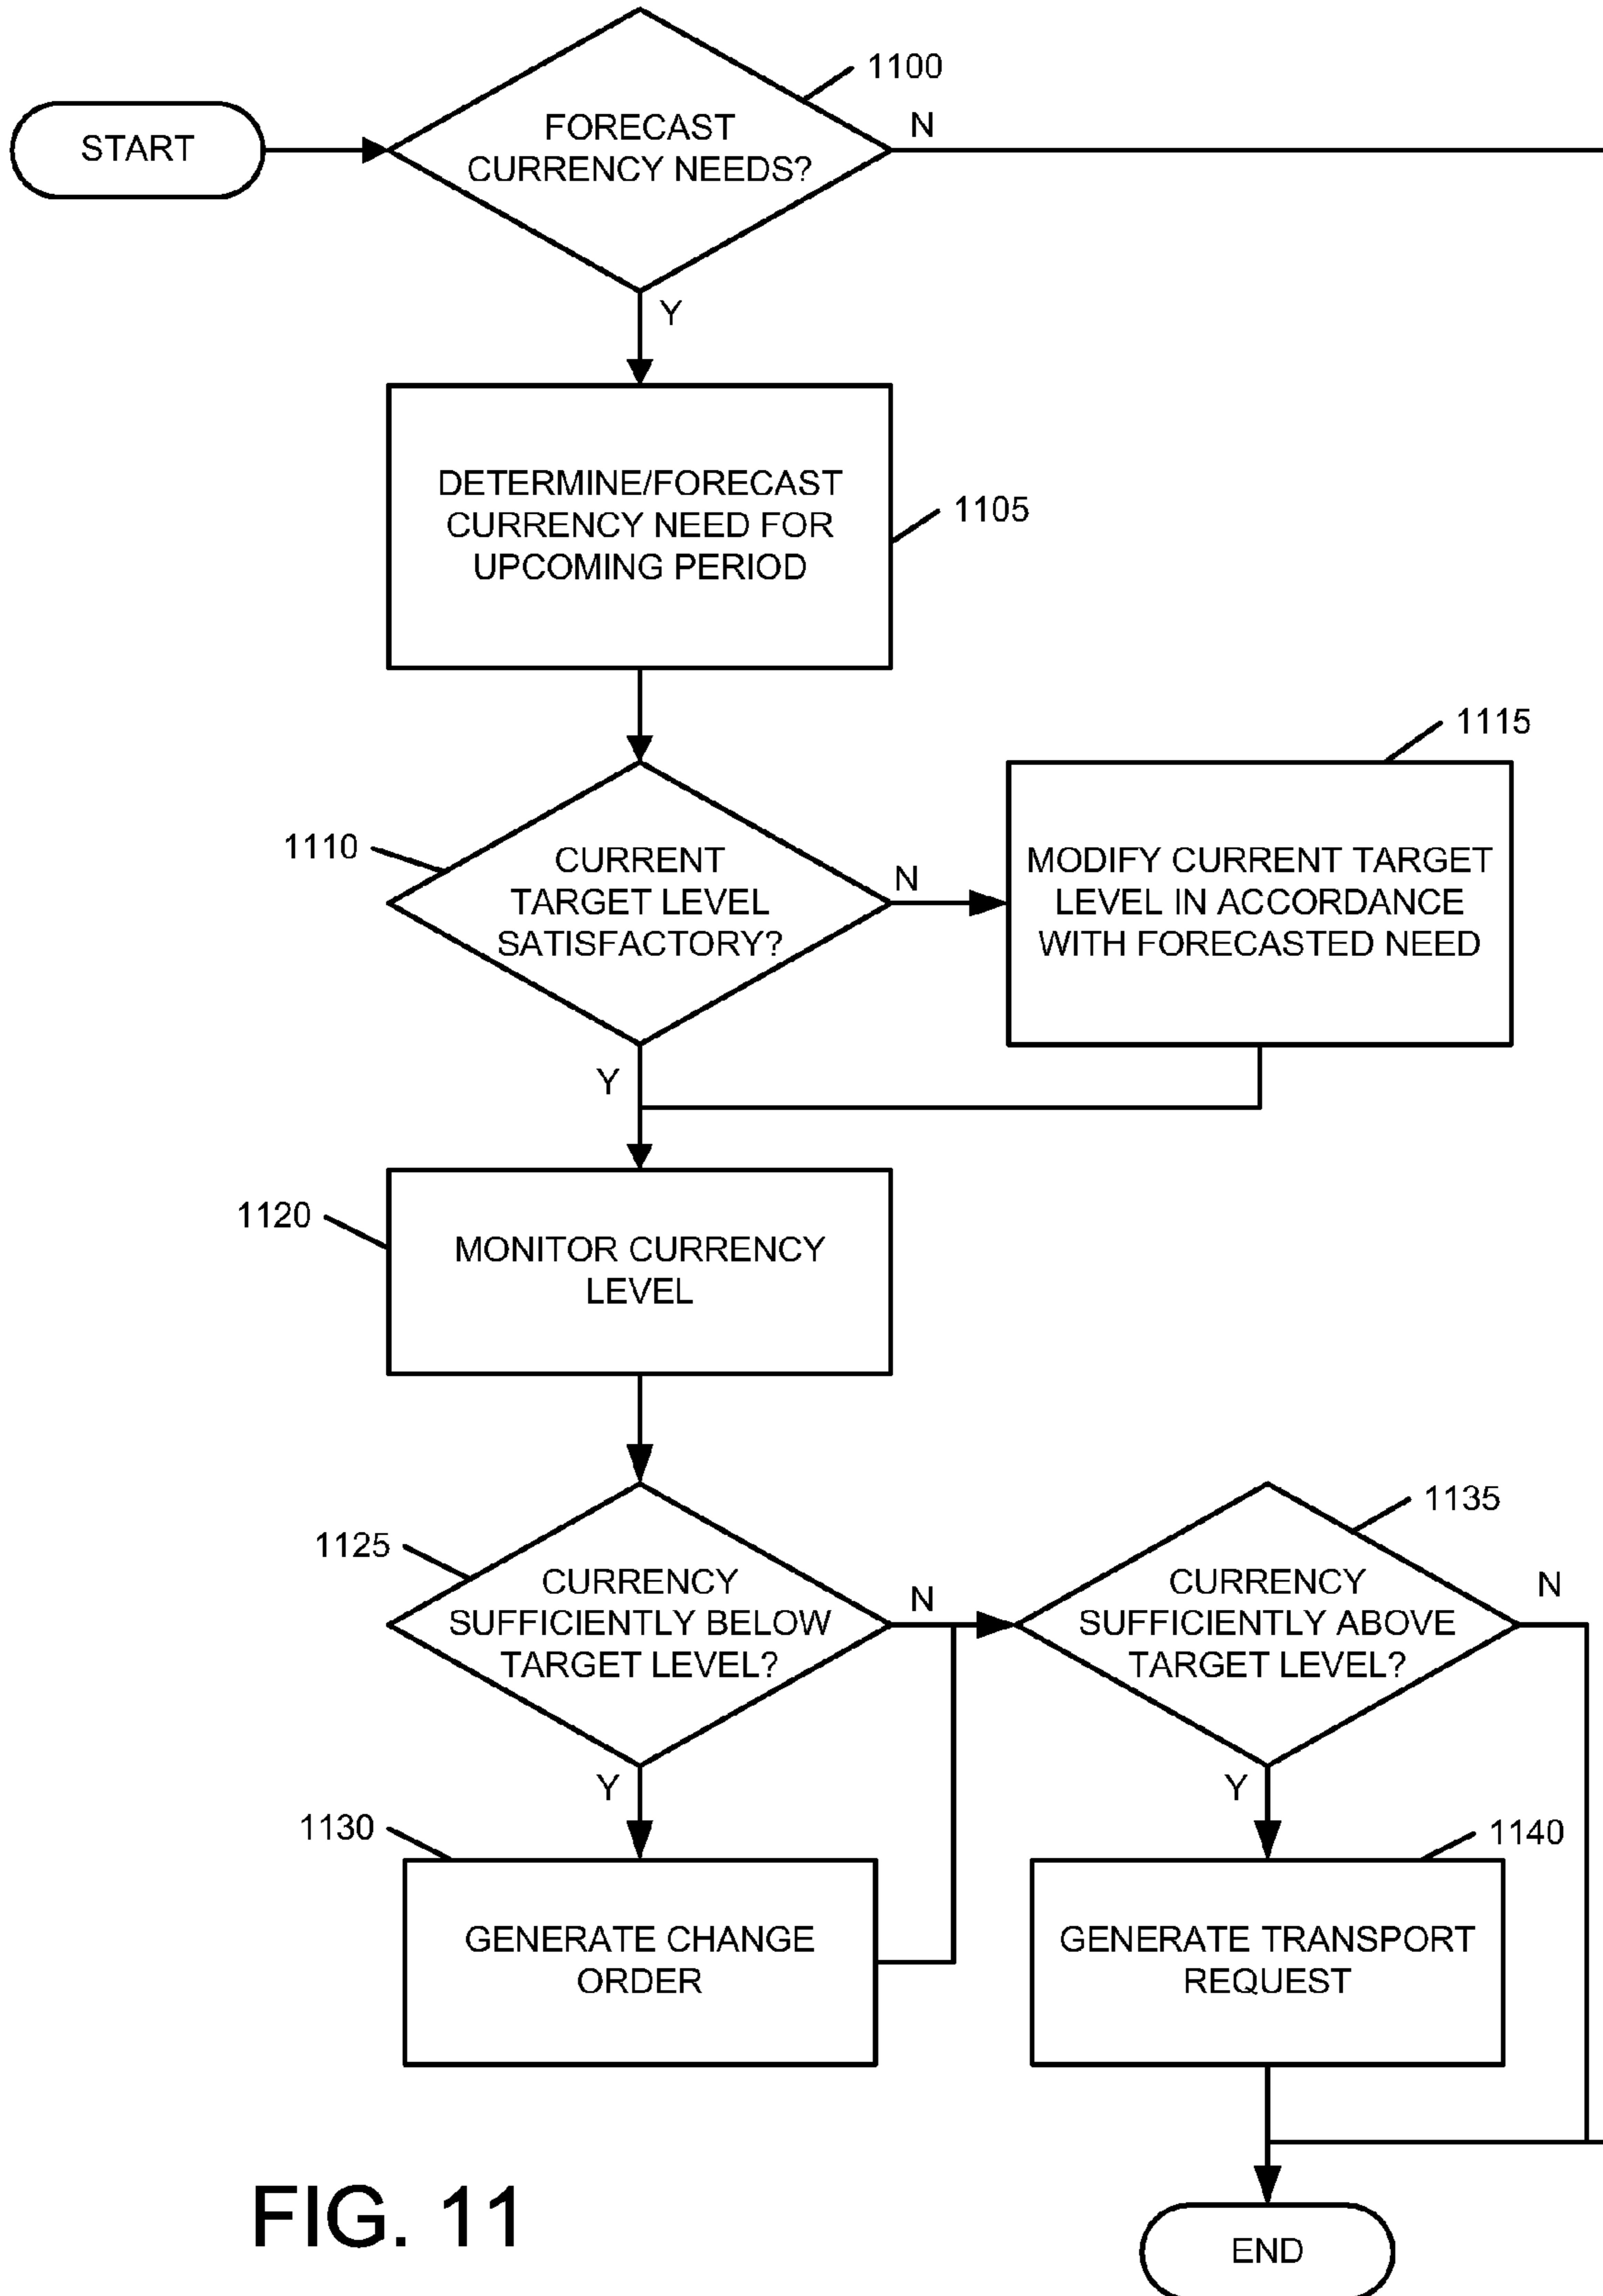 1100
START
FORECAST
CURRENCY NEEDS?
N
Y
DETERMINE/FORECAST
CURRENCY NEED FOR
UPCOMING PERIOD
1105
1110
CURRENT
TARGET LEVEL
SATISFACTORY?
N
Y
1115
MODIFY CURRENT TARGET
LEVEL IN ACCORDANCE
WITH FORECASTED NEED
1120
MONITOR CURRENCY
LEVEL
1125
CURRENCY
SUFFICIENTLY BELOW
TARGET LEVEL?
N
Y
1135
CURRENCY
SUFFICIENTLY ABOVE
TARGET LEVEL?
N
Y
1130
GENERATE CHANGE
ORDER
1140
GENERATE TRANSPORT
REQUEST
END
FIG. 11